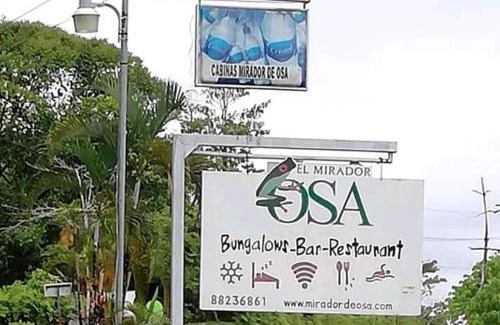 Cristal
CABINAS MIRADOR DE OSA
EL MIRADOR
OSA
Bungalows-Bar-Restaurant
88236861 www.miradordeosa.com